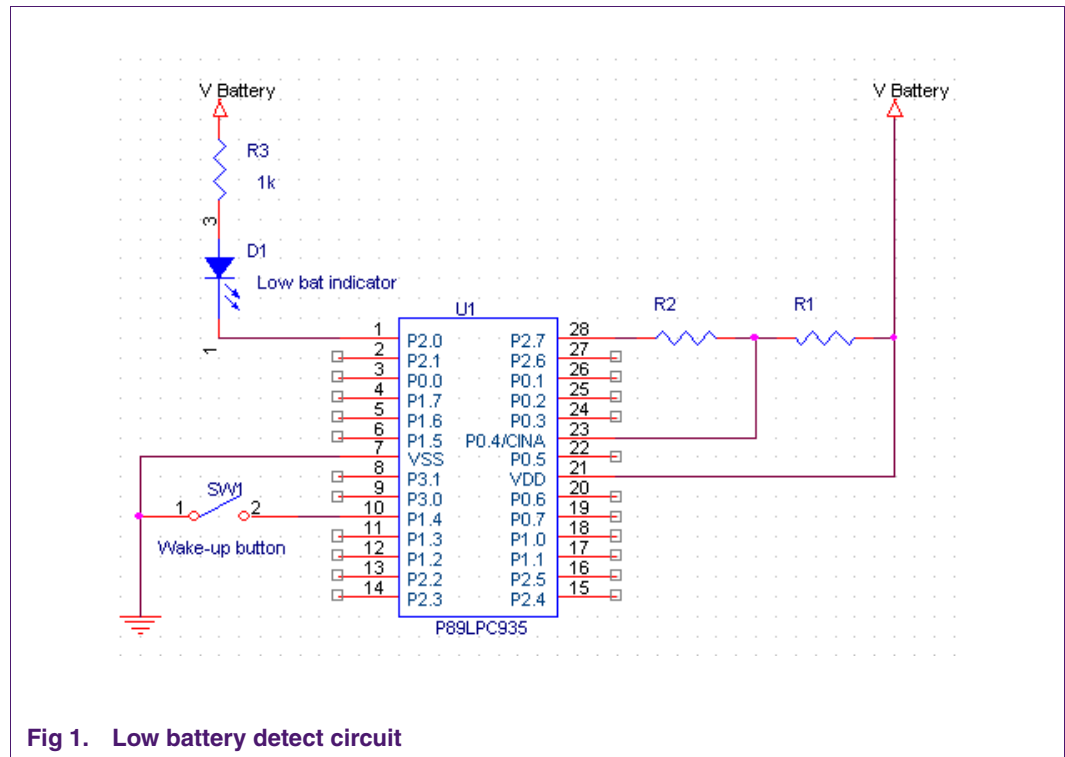 V Battery
V Battery
R3
1k
3
D1
Low bat indicator
1
U1
R2
R1
1 P2.0 P2.7 28
2 P2.1 P2.6 27
3 P0.0 P0.1 26
4 P1.7 P0.2 25
5 P1.6 P0.3 24
6 P1.5 P0.4/CINA 23
7 VSS P0.5 22
8 P3.1 VDD 21
9 P3.0 P0.6 20
10 P1.4 P0.7 19
11 P1.3 P1.0 18
12 P1.2 P1.1 17
13 P2.2 P2.5 16
14 P2.3 P2.4 15
SW1
1 2
Wake-up button
P89LPC935
Fig 1. Low battery detect circuit